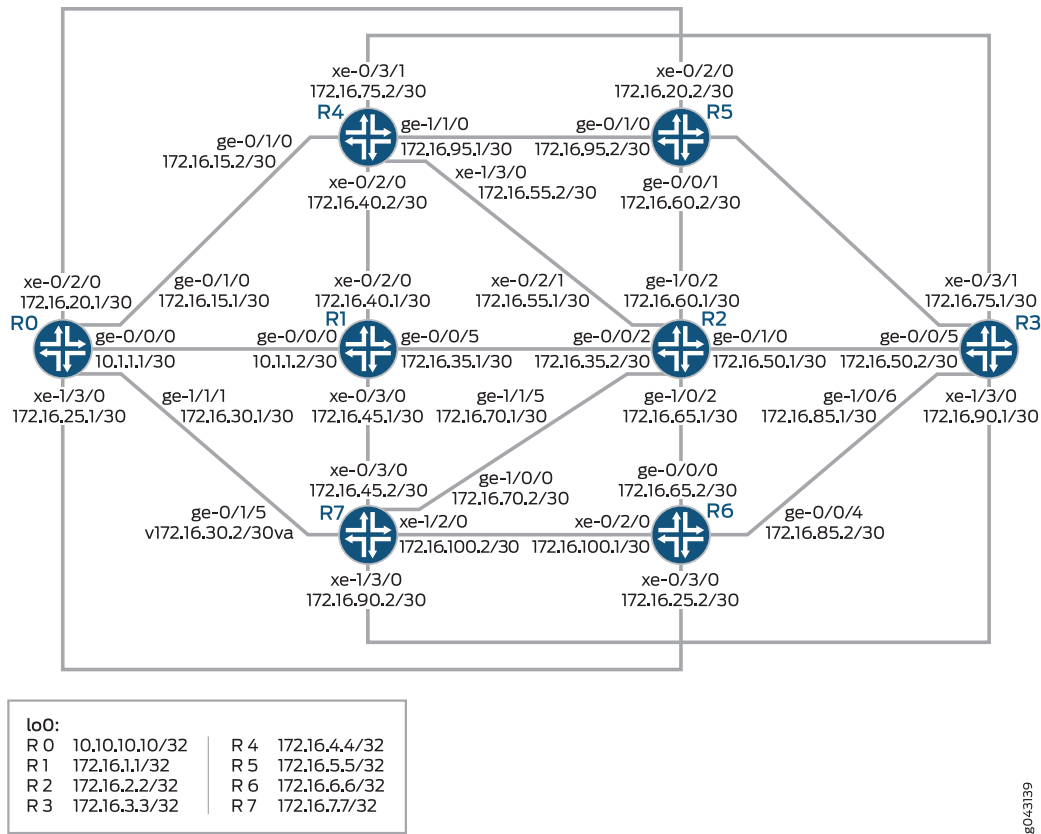 xe-0/3/1
172.16.75.2/30
R4
xe-0/2/0
172.16.20.2/30
R5
ge-0/1/0
172.16.15.2/30
ge-1/1/0
172.16.95.1/30
ge-0/1/0
172.16.95.2/30
xe-1/3/0
172.16.55.2/30
xe-0/2/0
172.16.40.2/30
ge-0/0/1
172.16.60.2/30
xe-0/2/0
172.16.20.1/30
R0
ge-0/1/0
172.16.15.1/30
xe-0/2/0
172.16.40.1/30
R1
xe-0/2/1
172.16.55.1/30
ge-1/0/2
172.16.60.1/30
R2
xe-0/3/1
172.16.75.1/30
R3
ge-0/0/0
10.1.1.1/30
ge-0/0/0
10.1.1.2/30
ge-0/0/5
172.16.35.1/30
ge-0/0/2
172.16.35.2/30
ge-0/1/0
172.16.50.1/30
ge-0/0/5
172.16.50.2/30
xe-1/3/0
172.16.25.1/30
ge-1/1/1
172.16.30.1/30
xe-0/3/0
172.16.45.1/30
ge-1/1/5
172.16.70.1/30
ge-1/0/2
172.16.65.1/30
ge-1/0/6
172.16.85.1/30
xe-1/3/0
172.16.90.1/30
ge-0/1/5
v172.16.30.2/30va
xe-0/3/0
172.16.45.2/30
R7
ge-1/0/0
172.16.70.2/30
ge-0/0/0
172.16.65.2/30
R6
ge-0/0/4
172.16.85.2/30
xe-1/2/0
172.16.100.2/30
xe-0/2/0
172.16.100.1/30
xe-1/3/0
172.16.90.2/30
xe-0/3/0
172.16.25.2/30
lo0:
R 0 10.10.10.10/32
R 1 172.16.1.1/32
R 2 172.16.2.2/32
R 3 172.16.3.3/32
R 4 172.16.4.4/32
R 5 172.16.5.5/32
R 6 172.16.6.6/32
R 7 172.16.7.7/32
g043139